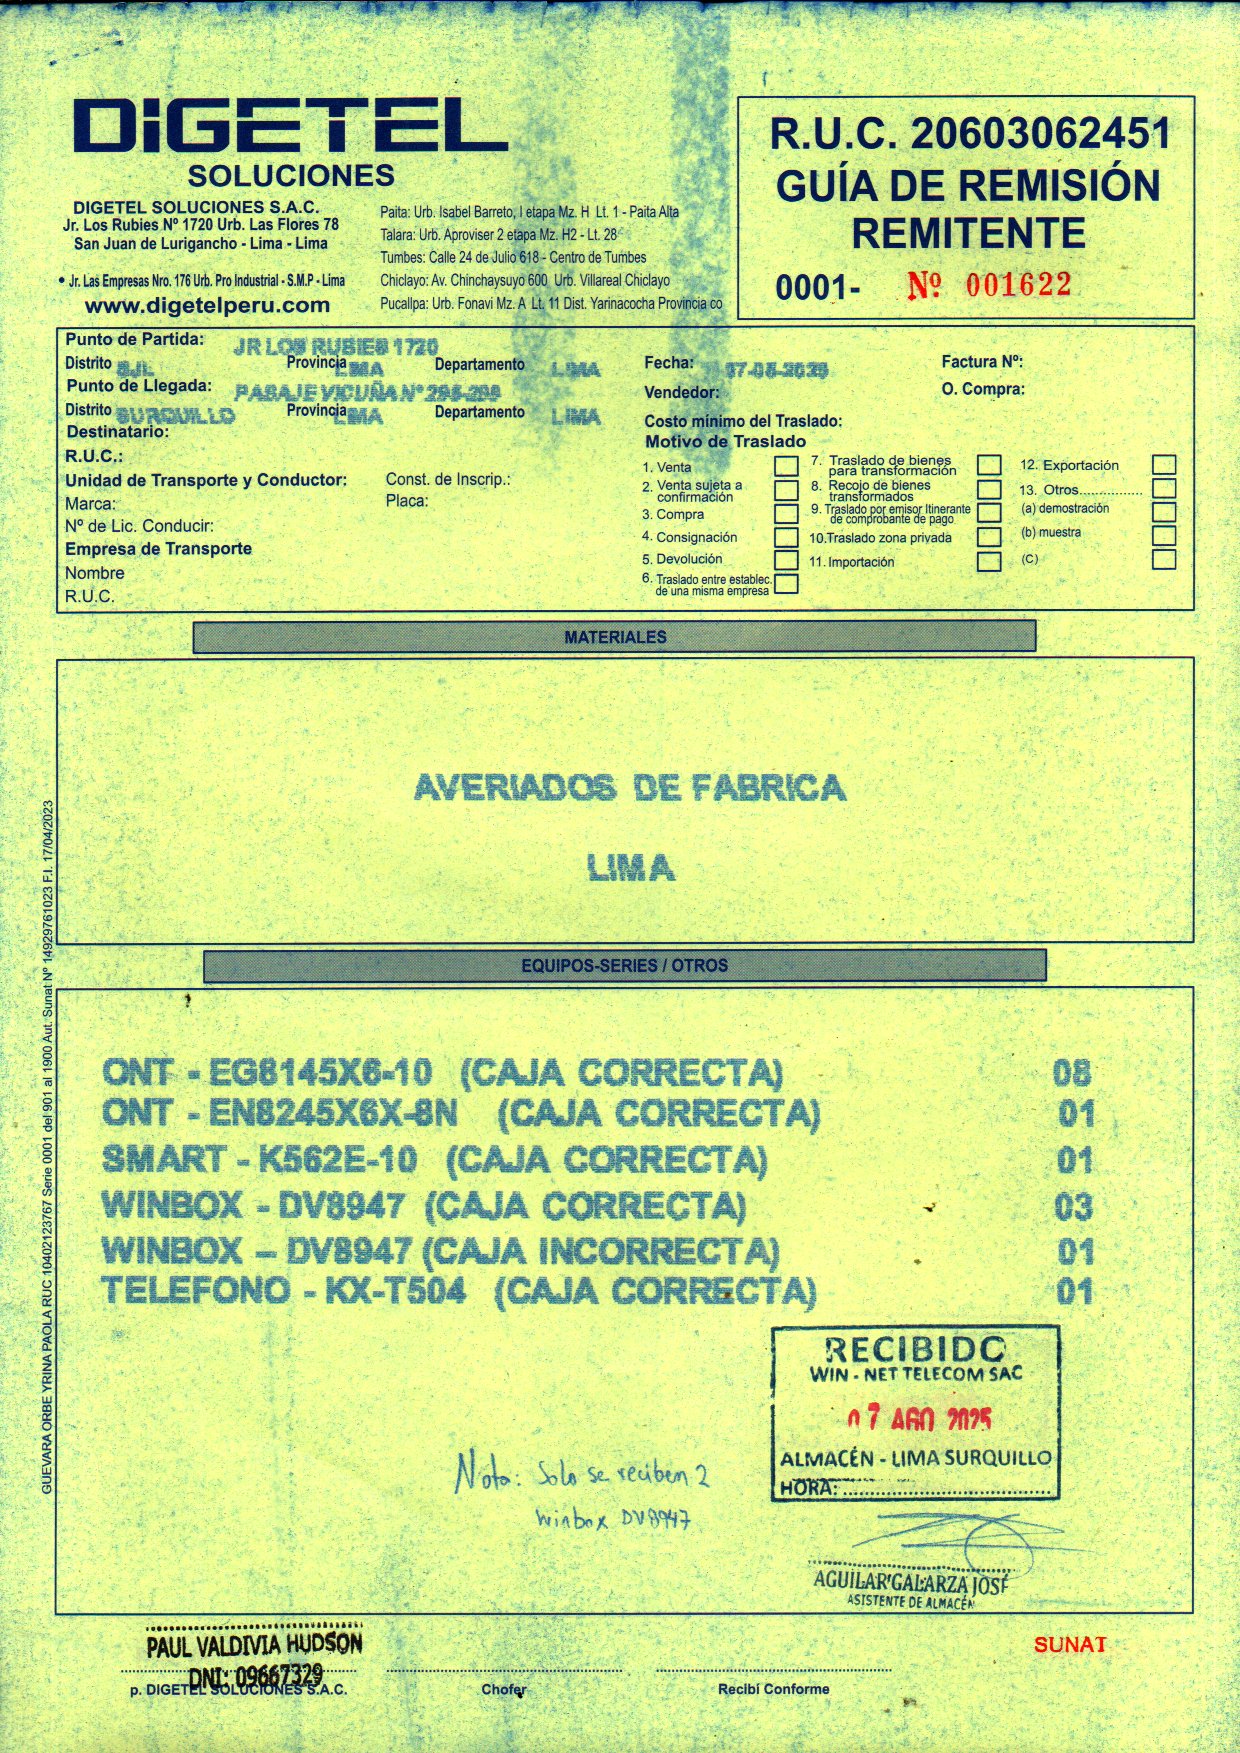 DIGETEL
SOLUCIONES
DIGETEL SOLUCIONES S.A.C.
Jr. Los Rubies Nº 1720 Urb. Las Flores 78
San Juan de Lurigancho - Lima - Lima
• Jr. Las Empresas Nro. 176 Urb. Pro Industrial - S.M.P - Lima
www.digetelperu.com
Paita: Urb. Isabel Barreto, I etapa Mz. H Lt. 1 - Paita Alta
Talara: Urb. Aproviser 2 etapa Mz. H2 - Lt. 28
Tumbes: Calle 24 de Julio 618 - Centro de Tumbes
Chiclayo: Av. Chinchaysuyo 600 Urb. Villareal Chiclayo
Pucallpa: Urb. Fonavi Mz. A Lt. 11 Dist. Yarinacocha Provincia co
R.U.C. 20603062451
GUÍA DE REMISIÓN
REMITENTE
0001- Nº 001622
Punto de Partida: JR LOS RUBIES 1720
Distrito SJL Provincia LIMA Departamento LIMA
Punto de Llegada: PASAJE VICUÑA Nº 295-299
Distrito SURQUILLO Provincia LIMA Departamento LIMA
Destinatario:
R.U.C.:
Unidad de Transporte y Conductor: Const. de Inscrip.:
Marca: Placa:
Nº de Lic. Conducir:
Empresa de Transporte
Nombre
R.U.C.
Fecha: 07-08-2025 Factura Nº:
Vendedor: O. Compra:
Costo mínimo del Traslado:
Motivo de Traslado
1. Venta
2. Venta sujeta a
confirmación
3. Compra
4. Consignación
5. Devolución
6. Traslado entre establec.
de una misma empresa
7. Traslado de bienes
para transformación
8. Recojo de bienes
transformados
9. Traslado por emisor Itinerante
de comprobante de pago
10.Traslado zona privada
11. Importación
12. Exportación
13. Otros................
(a) demostración
(b) muestra
(C)
MATERIALES
AVERIADOS DE FABRICA
LIMA
EQUIPOS-SERIES / OTROS
ONT - EG8145X6-10 (CAJA CORRECTA) 08
ONT - EN8245X6X-8N (CAJA CORRECTA) 01
SMART - K562E-10 (CAJA CORRECTA) 01
WINBOX - DV8947 (CAJA CORRECTA) 03
WINBOX – DV8947 (CAJA INCORRECTA) 01
TELEFONO - KX-T504 (CAJA CORRECTA) 01
RECIBIDO
WIN - NET TELECOM SAC
07 AGO 2025
ALMACÉN - LIMA SURQUILLO
HORA: ........................................
Nota: Solo se reciben 2
Winbox DV8947
AGUILAR GALARZA JOSÉ
ASISTENTE DE ALMACÉN
GUEVARA ORBE YRINA PAOLA RUC 10402123767 Serie 0001 del 901 al 1900 Aut. Sunat Nº 14929761023 F.I. 17/04/2023
PAUL VALDIVIA HUDSON
DNI: 09667329
p. DIGETEL SOLUCIONES S.A.C.
Chofer
Recibí Conforme
SUNAT